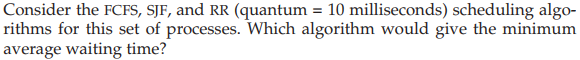 Consider the FCFS, SJF, and RR (quantum = 10 milliseconds) scheduling algo-
rithms for this set of processes. Which algorithm would give the minimum
average waiting time?